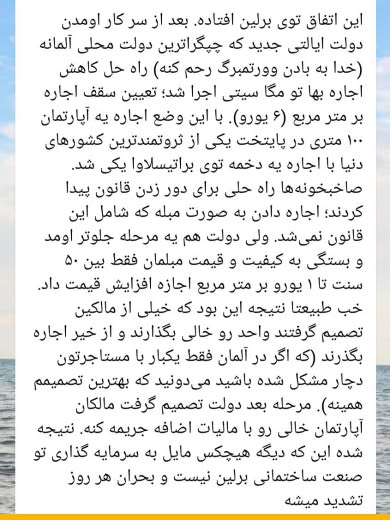 این اتفاق توی برلین افتاده. بعد از سر کار اومدن
دولت ایالتی جدید که چپگراترین دولت محلی آلمانه
(خدا به بادن وورتمبرگ رحم کنه) راه حل کاهش
اجاره بها تو مگا سیتی اجرا شد؛ تعیین سقف اجاره
بر متر مربع (۶ یورو). با این وضع اجاره یه آپارتمان
۱۰۰ متری در پایتخت یکی از ثروتمندترین کشورهای
دنیا با اجاره یه دخمه توی براتیسلاوا یکی شد.
صاحبخونه‌ها راه حلی برای دور زدن قانون پیدا
کردند؛ اجاره دادن به صورت مبله که شامل این
قانون نمی‌شد. ولی دولت هم یه مرحله جلوتر اومد
و بستگی به کیفیت و قیمت مبلمان فقط بین ۵۰
سنت تا ۱ یورو بر متر مربع اجازه افزایش قیمت داد.
خب طبیعتا نتیجه این بود که خیلی از مالکین
تصمیم گرفتند واحد رو خالی بگذارند و از خیر اجاره
بگذرند (که اگر در آلمان فقط یکبار با مستاجرتون
دچار مشکل شده باشید می‌دونید که بهترین تصمیمم
همینه). مرحله بعد دولت تصمیم گرفت مالکان
آپارتمان خالی رو با مالیات اضافه جریمه کنه. نتیجه
شده این که دیگه هیچکس مایل به سرمایه گذاری تو
صنعت ساختمانی برلین نیست و بحران هر روز
تشدید میشه